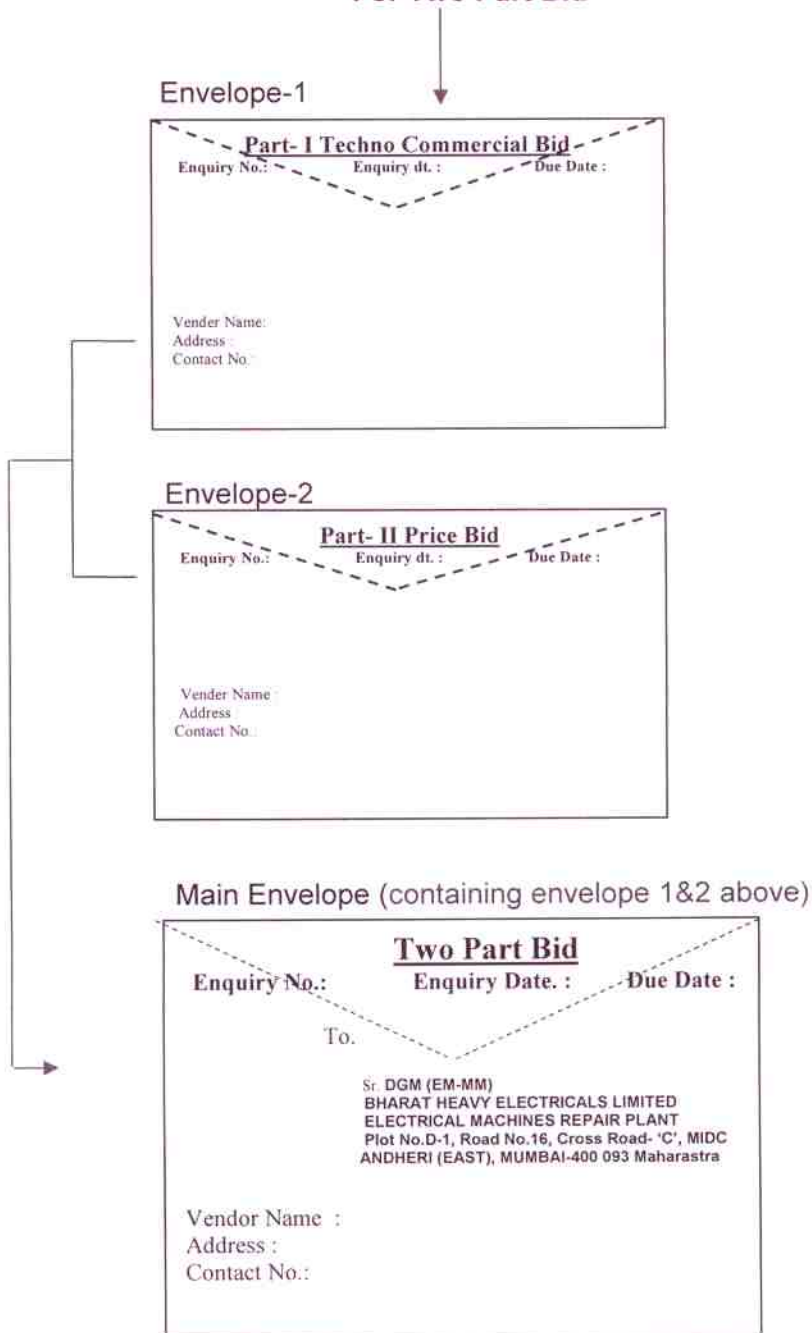 For Two Part Bid
Envelope-1
Part- I Techno Commercial Bid
Enquiry No.: Enquiry dt. : Due Date :
Vender Name:
Address :
Contact No.:
Envelope-2
Part- II Price Bid
Enquiry No.: Enquiry dt. : Due Date :
Vender Name :
Address
Contact No.:
Main Envelope (containing envelope 1&2 above)
Two Part Bid
Enquiry No.: Enquiry Date. : Due Date :
To.
Sr. DGM (EM-MM)
BHARAT HEAVY ELECTRICALS LIMITED
ELECTRICAL MACHINES REPAIR PLANT
Plot No.D-1, Road No.16, Cross Road- ‘C’, MIDC
ANDHERI (EAST), MUMBAI-400 093 Maharastra
Vendor Name :
Address :
Contact No.: